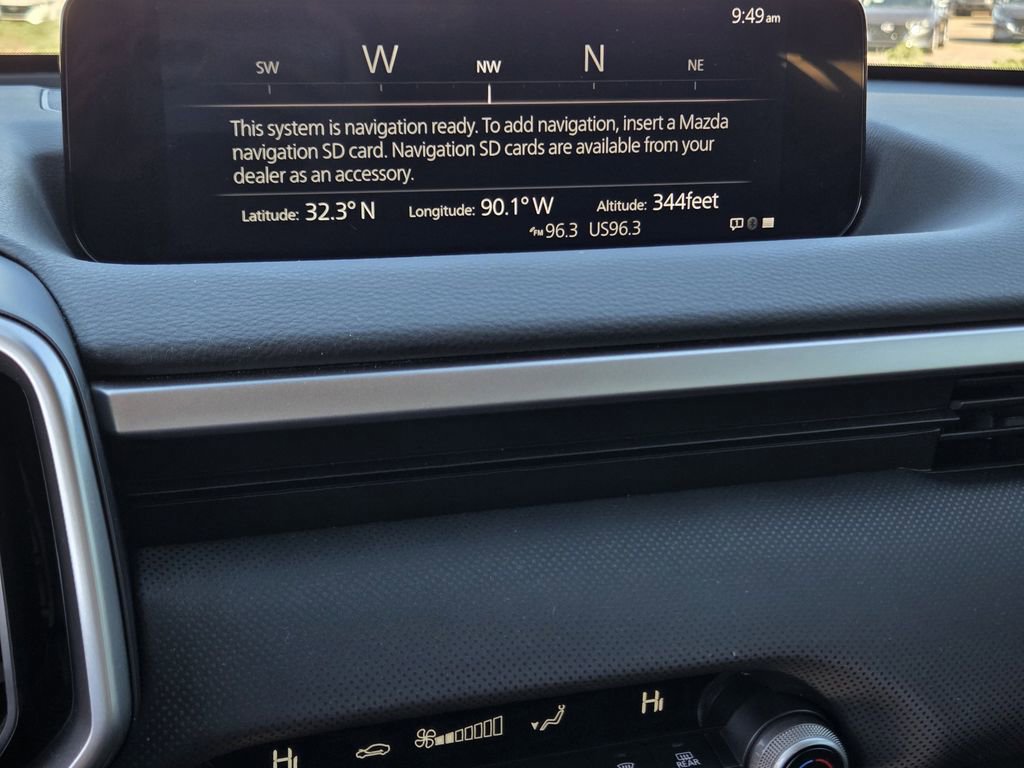 9:49am
SW W NW N NE
This system is navigation ready. To add navigation, insert a Mazda
navigation SD card. Navigation SD cards are available from your
dealer as an accessory.
Latitude: 32.3° N Longitude: 90.1° W Altitude: 344feet
FM 96.3 US96.3
Hi
Hi
REAR